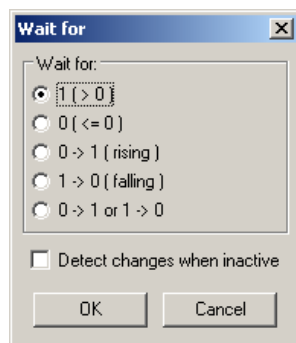 Wait for
Wait for:
1 ( > 0 )
0 ( <= 0 )
0 -> 1 ( rising )
1 -> 0 ( falling )
0 -> 1 or 1 -> 0
Detect changes when inactive
OK Cancel